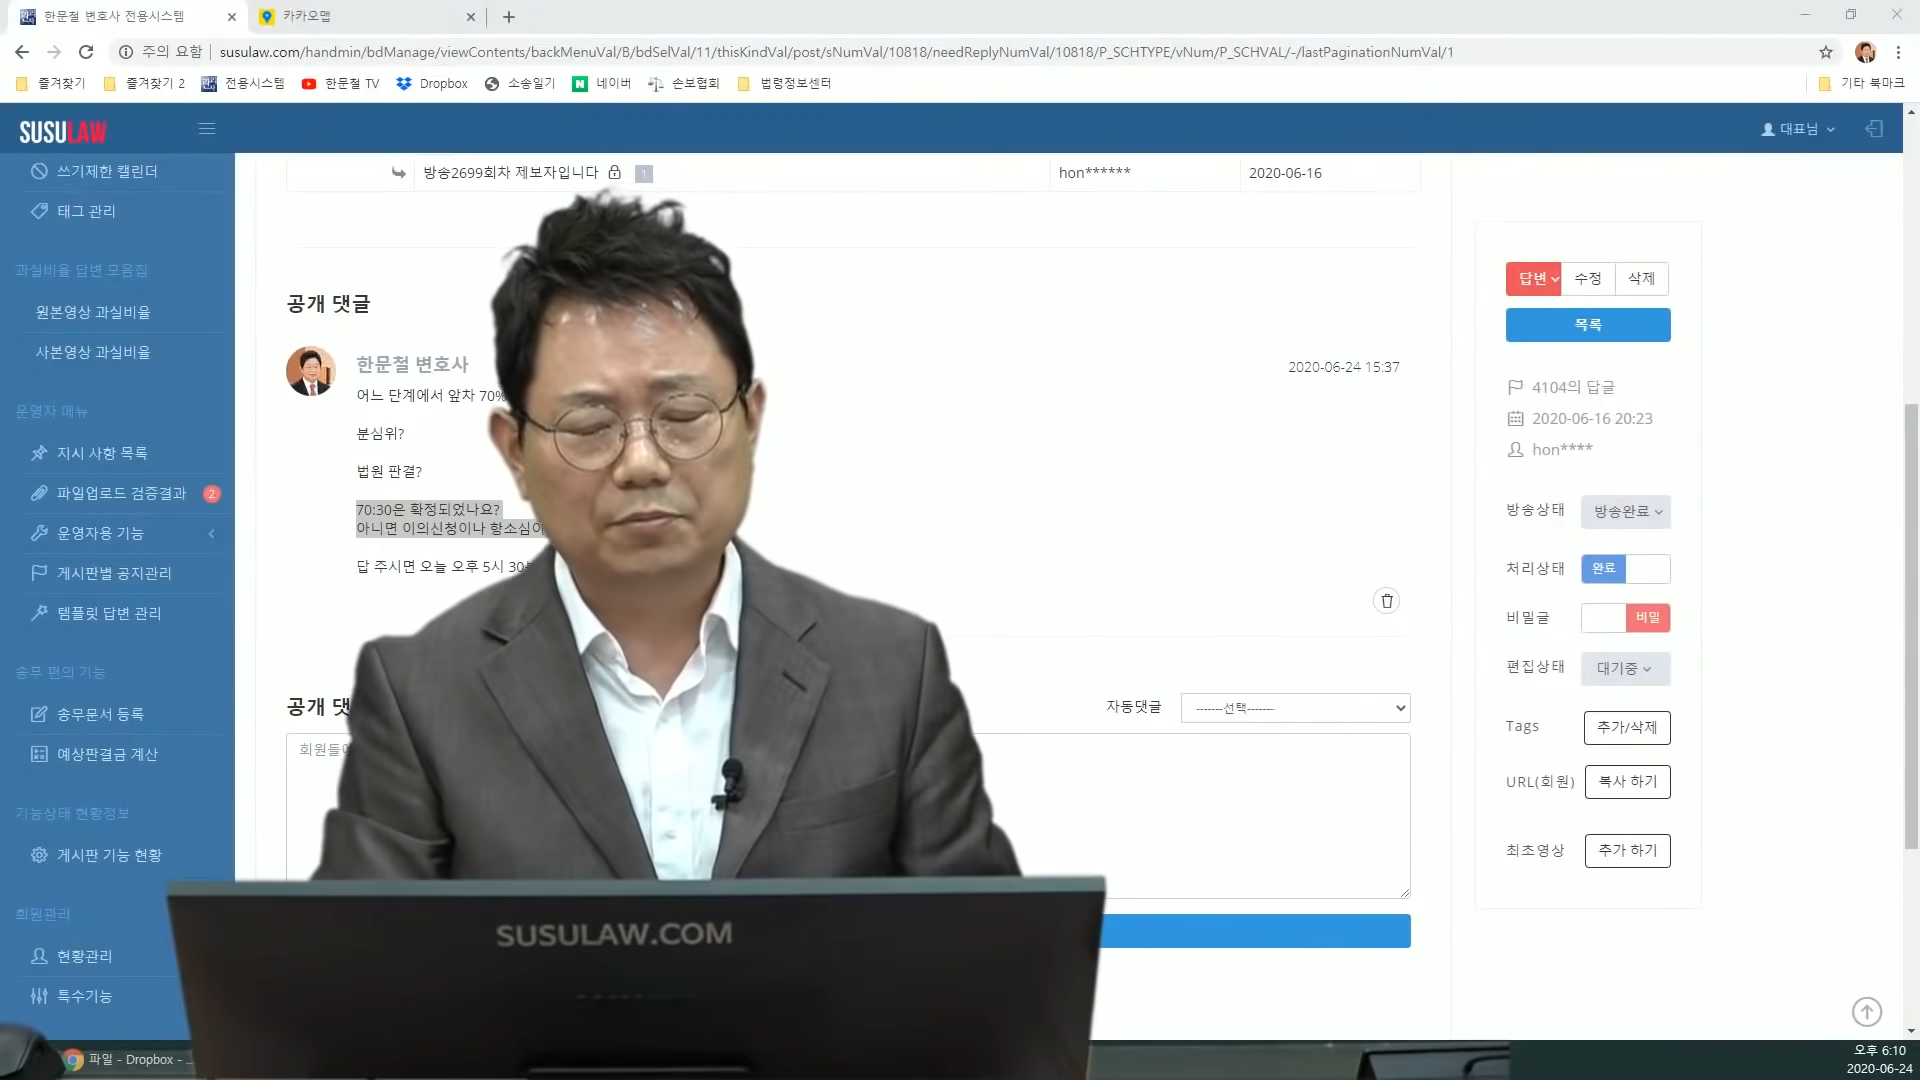 한문철 변호사 전용시스템
카카오맵
주의 요함
susulaw.com/handmin/bdManage/viewContents/backMenuVal/B/bdSelVal/11/thisKindVal/post/sNumVal/10818/needReplyNumVal/10818/P_SCHTYPE/vNum/P_SCHVAL/-/lastPaginationNumVal/1
즐겨찾기
즐겨찾기 2
전용시스템
한문철 TV
Dropbox
소송일기
네이버
손보협회
법령정보센터
기타 북마크
SUSULAW
대표님
쓰기제한 캘린더
태그 관리
과실비율 답변 모음집
원본영상 과실비율
사본영상 과실비율
운영자 메뉴
지시 사항 목록
파일업로드 검증결과 2
운영자용 기능
게시판별 공지관리
템플릿 답변 관리
송무 편의 기능
송무문서 등록
예상판결금 계산
기능상태 현황정보
게시판 기능 현황
회원관리
현황관리
특수기능
방송2699회차 제보자입니다 1
hon******
2020-06-16
공개 댓글
한문철 변호사
2020-06-24 15:37
어느 단계에서 앞차 70%
분심위?
법원 판결?
70:30은 확정되었나요?
아니면 이의신청이나 항소심이
답 주시면 오늘 오후 5시 30
공개 댓
자동댓글
-------선택-------
회원들
답변
수정
삭제
목록
4104의 답글
2020-06-16 20:23
hon****
방송상태
방송완료
처리상태
완료
비밀글
비밀
편집상태
대기중
Tags
추가/삭제
URL(회원)
복사 하기
최초영상
추가 하기
SUSULAW.COM
파일 - Dropbox - ...
오후 6:10
2020-06-24